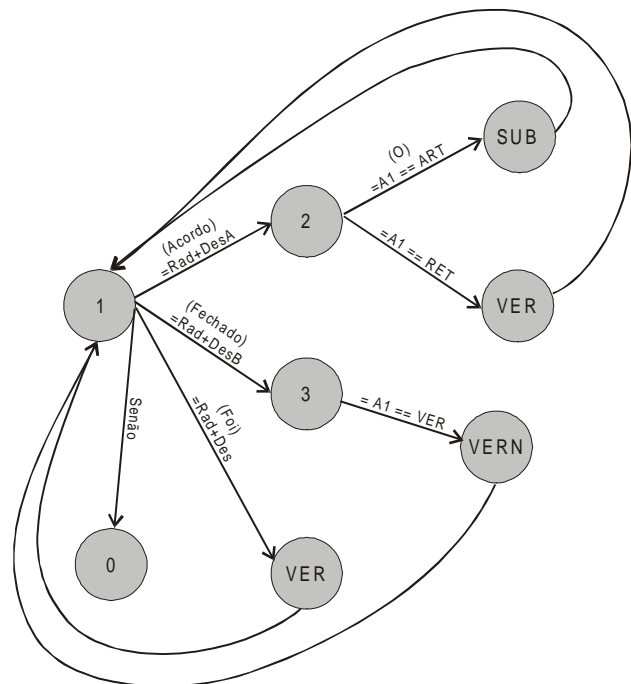 SUB
(O)
=A1 == ART
2
(Acordo)
=Rad+DesA
=A1 == RET
VER
1
(Fechado)
=Rad+DesB
3
= A1 == VER
VERN
(Foi)
=Rad+Des
Senão
0
VER